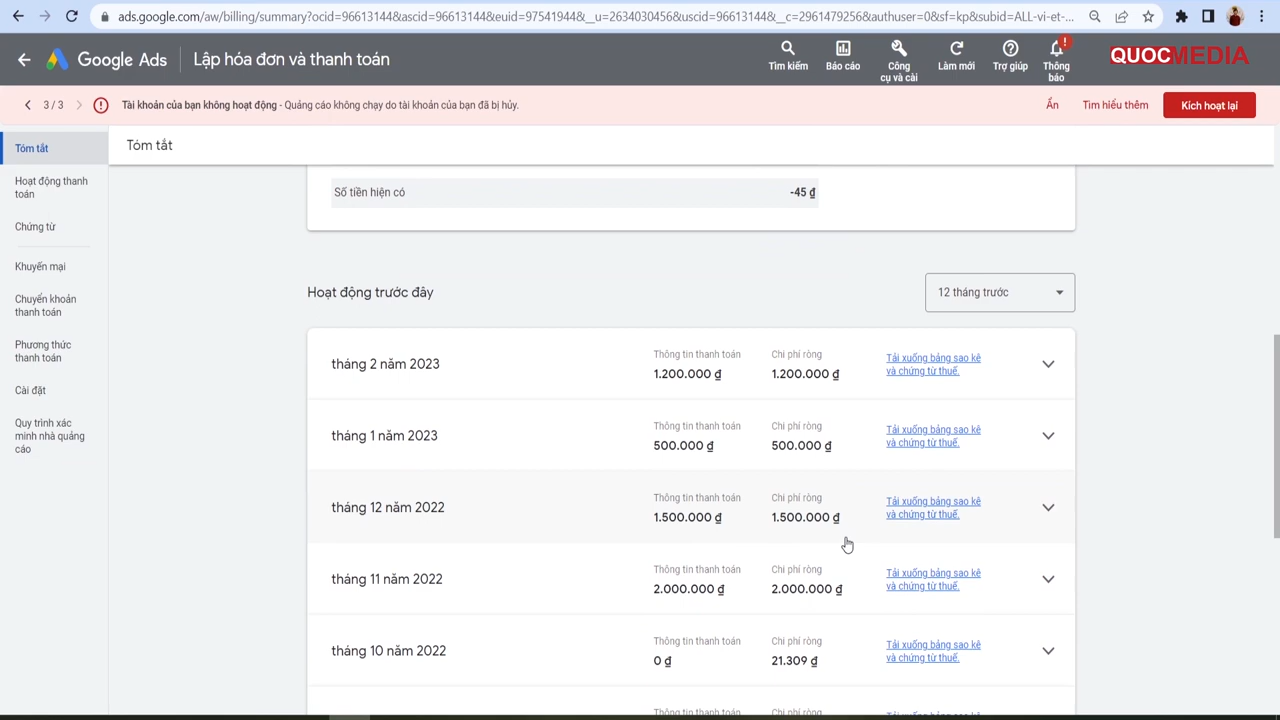 ads.google.com/aw/billing/summary?ocid=96613144&ascid=96613144&euid=97541944&__u=2634030456&uscid=96613144&__c=2961479256&authuser=0&sf=kp&subid=ALL-vi-et-...
Google Ads
Lập hóa đơn và thanh toán
Tìm kiếm
Báo cáo
Công
cụ và cài
Làm mới
Trợ giúp
Thông
báo
QUOCMEDIA
3 / 3
Tài khoản của bạn không hoạt động - Quảng cáo không chạy do tài khoản của bạn đã bị hủy.
Ẩn
Tìm hiểu thêm
Kích hoạt lại
Tóm tắt
Hoạt động thanh
toán
Chứng từ
Khuyến mại
Chuyển khoản
thanh toán
Phương thức
thanh toán
Cài đặt
Quy trình xác
minh nhà quảng
cáo
Tóm tắt
Số tiền hiện có
-45 ₫
Hoạt động trước đây
12 tháng trước
tháng 2 năm 2023
Thông tin thanh toán
1.200.000 ₫
Chi phí ròng
1.200.000 ₫
Tải xuống bảng sao kê
và chứng từ thuế.
tháng 1 năm 2023
Thông tin thanh toán
500.000 ₫
Chi phí ròng
500.000 ₫
Tải xuống bảng sao kê
và chứng từ thuế.
tháng 12 năm 2022
Thông tin thanh toán
1.500.000 ₫
Chi phí ròng
1.500.000 ₫
Tải xuống bảng sao kê
và chứng từ thuế.
tháng 11 năm 2022
Thông tin thanh toán
2.000.000 ₫
Chi phí ròng
2.000.000 ₫
Tải xuống bảng sao kê
và chứng từ thuế.
tháng 10 năm 2022
Thông tin thanh toán
0 ₫
Chi phí ròng
21.309 ₫
Tải xuống bảng sao kê
và chứng từ thuế.
Thông tin thanh toán
Chi phí ròng